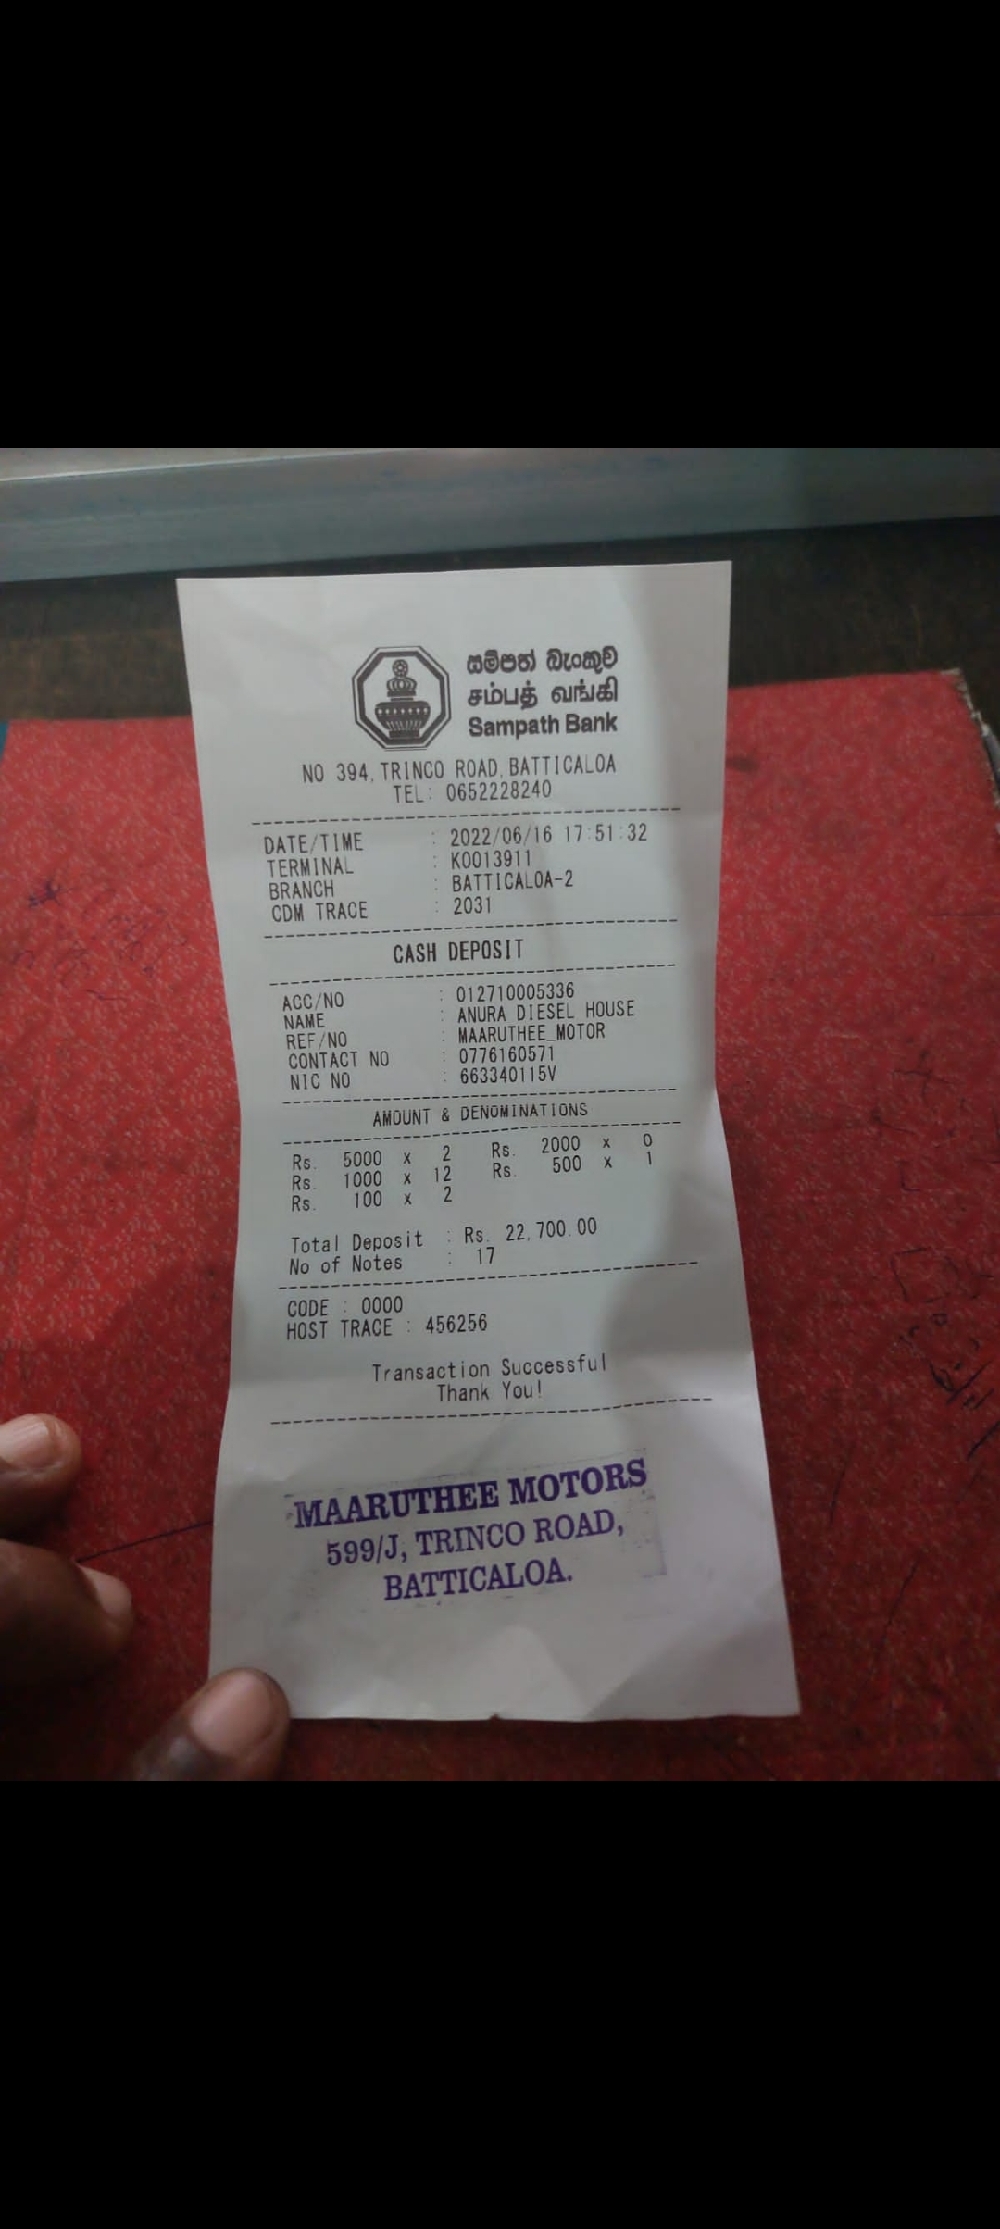 සම්පත් බැංකුව
சம்பத் வங்கி
Sampath Bank
NO 394, TRINCO ROAD, BATTICALOA
TEL: 0652228240
DATE/TIME : 2022/06/16 17:51:32
TERMINAL : K0013911
BRANCH : BATTICALOA-2
CDM TRACE : 2031
CASH DEPOSIT
ACC/NO : 012710005336
NAME : ANURA DIESEL HOUSE
REF/NO : MAARUTHEE MOTOR
CONTACT NO : 0776160571
NIC NO : 663340115V
AMOUNT & DENOMINATIONS
Rs. 5000 x 2 Rs. 2000 x 0
Rs. 1000 x 12 Rs. 500 x 1
Rs. 100 x 2
Total Deposit : Rs. 22,700.00
No of Notes : 17
CODE : 0000
HOST TRACE : 456256
Transaction Successful
Thank You!
MAARUTHEE MOTORS
599/J, TRINCO ROAD,
BATTICALOA.